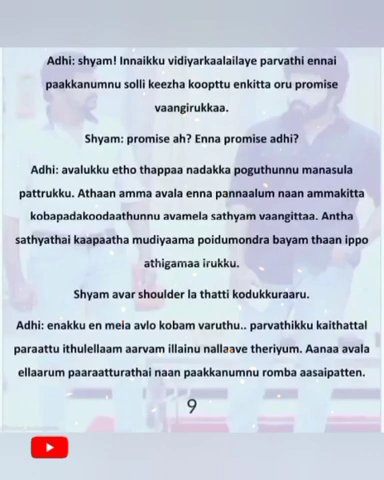 Adhi: shyam! Innaikku vidiyarkaalailaye parvathi ennai
paakkanumnu solli keezha koopttu enkitta oru promise
vaangirukkaa.
Shyam: promise ah? Enna promise adhi?
Adhi: avalukku etho thappaa nadakka poguthunnu manasula
pattrukku. Athaan amma avala enna pannaalum naan ammakitta
kobapadakoodaathunnu avamela sathyam vaangittaa. Antha
sathyathai kaapaatha mudiyaama poidumondra bayam thaan ippo
athigamaa irukku.
Shyam avar shoulder la thatti kodukkuraaru.
Adhi: enakku en meia avlo kobam varuthu.. parvathikku kaithattal
paraattu ithulellaam aarvam illainu nallaave theriyum. Aanaa avala
ellaarum paaraatturathai naan paakkanumnu romba aasaipatten.
9